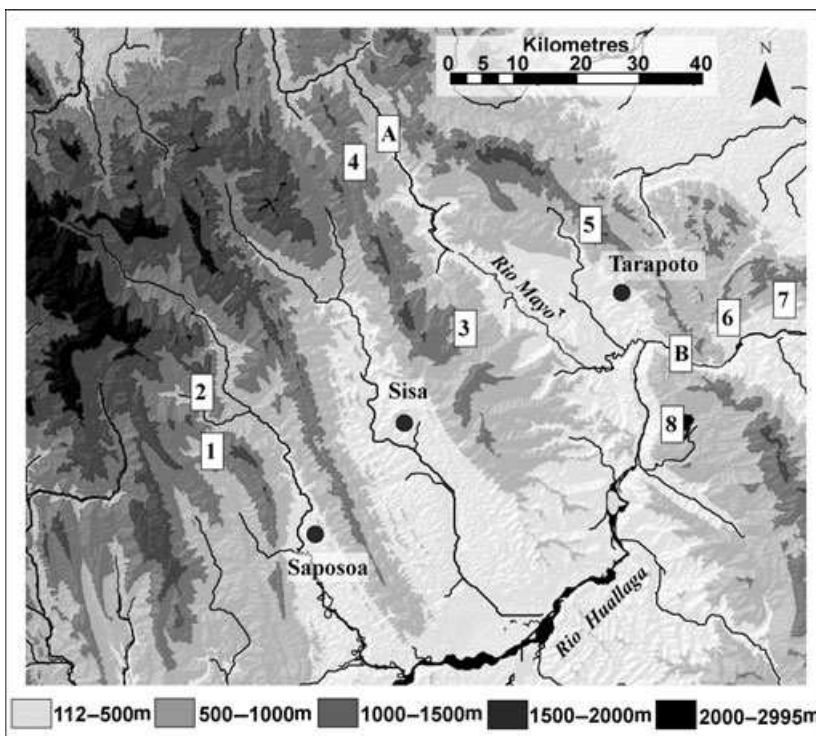 Kilometres
0 5 10 20 30 40
N
A
4
5
Tarapoto
Rio Mayo
7
6
3
B
2
Sisa
8
1
Saposoa
Rio Huallaga
112–500m 500–1000m 1000–1500m 1500–2000m 2000–2995m